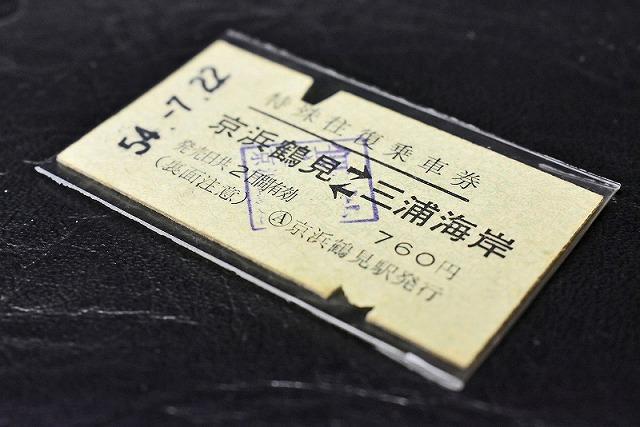 54.-7.22
特殊往復乗車券
京浜鶴見⇄三浦海岸
発売日共2日間有効
760円
(裏面注意)
Ⓐ京浜鶴見駅発行